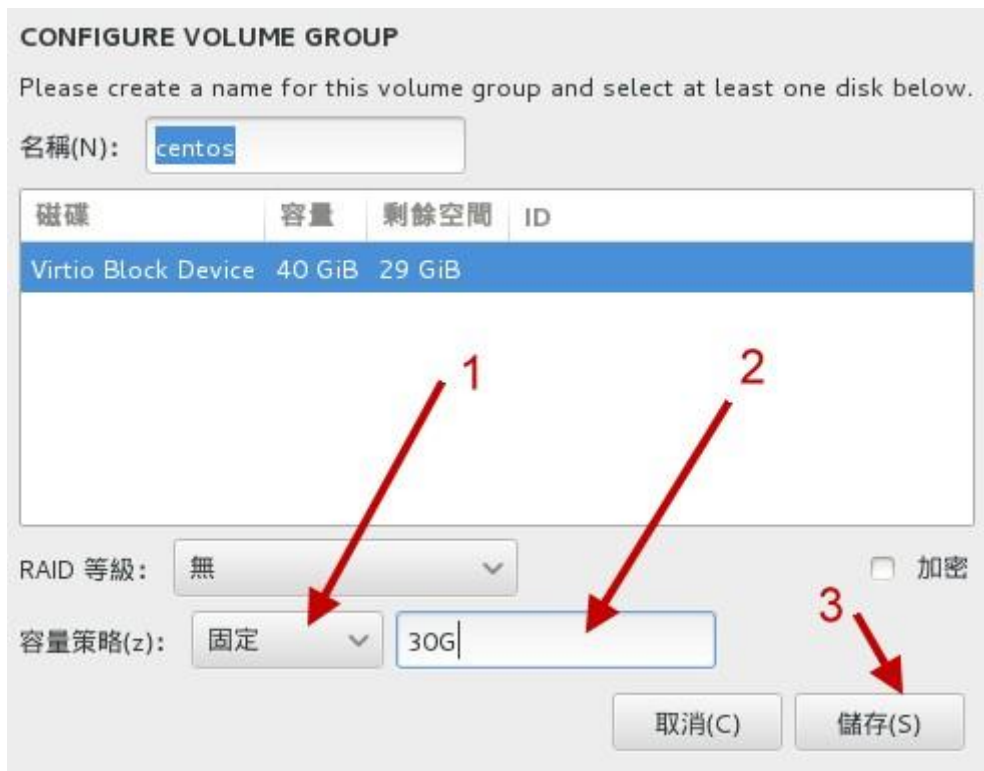 CONFIGURE VOLUME GROUP
Please create a name for this volume group and select at least one disk below.
名稱(N)： centos
磁碟 容量 剩餘空間 ID
Virtio Block Device 40 GiB 29 GiB
1 2
RAID 等級： 無 加密
3
容量策略(z)： 固定 30G
取消(C) 儲存(S)